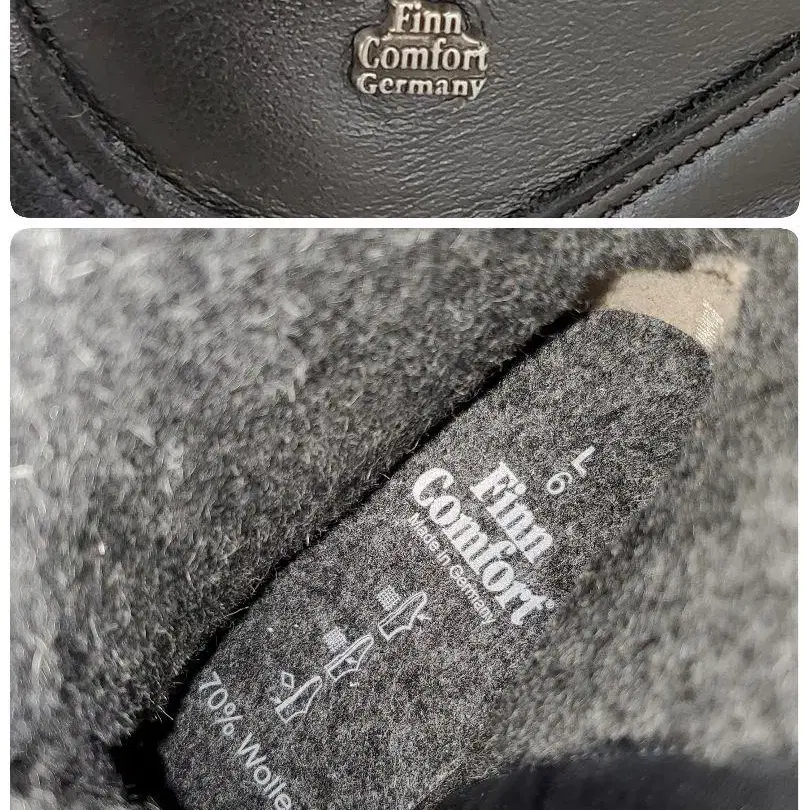 Finn
Comfort
Germany
L
6
Finn
Comfort®
Made in Germany
70% Wolle